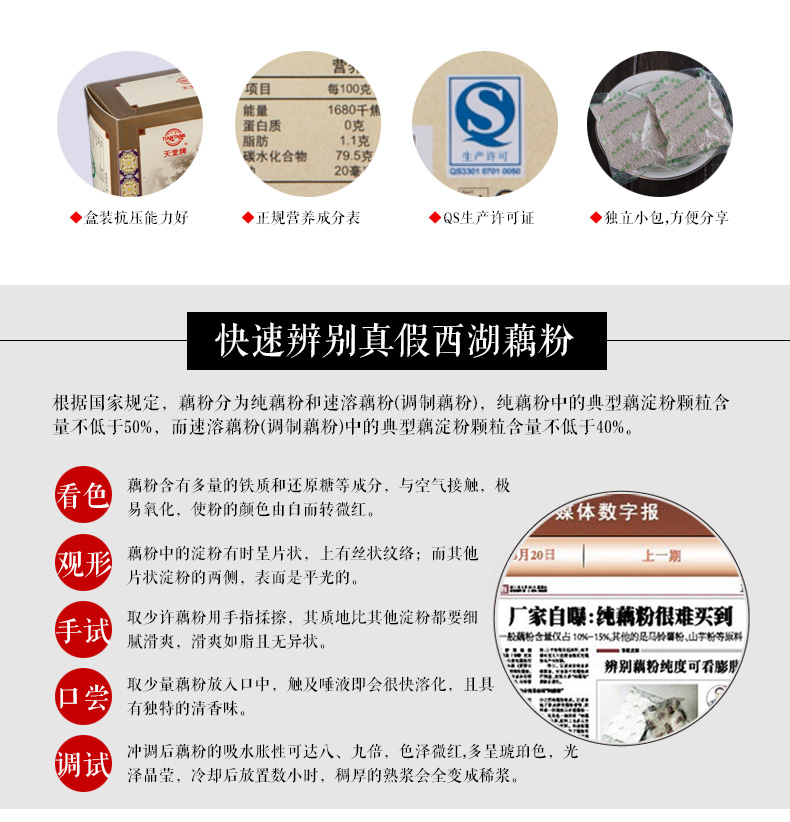 TIANTANG
天堂牌
营养
项目 每100克
能量 1680千焦
蛋白质 0克
脂肪 1.1克
碳水化合物 79.5克
20毫
QS
生产许可
QS3301 0701 0060
◆盒装抗压能力好
◆正规营养成分表
◆QS生产许可证
◆独立小包,方便分享
快速辨别真假西湖藕粉
根据国家规定，藕粉分为纯藕粉和速溶藕粉(调制藕粉)，纯藕粉中的典型藕淀粉颗粒含
量不低于50%，而速溶藕粉(调制藕粉)中的典型藕淀粉颗粒含量不低于40%。
看色
藕粉含有多量的铁质和还原糖等成分，与空气接触，极
易氧化，使粉的颜色由白而转微红。
观形
藕粉中的淀粉有时呈片状，上有丝状纹络；而其他
片状淀粉的两侧，表面是平光的。
手试
取少许藕粉用手指揉擦，其质地比其他淀粉都要细
腻滑爽，滑爽如脂且无异状。
口尝
取少量藕粉放入口中，触及唾液即会很快溶化，且具
有独特的清香味。
调试
冲调后藕粉的吸水胀性可达八、九倍，色泽微红,多呈琥珀色，光
泽晶莹，冷却后放置数小时，稠厚的熟浆会全变成稀浆。
媒体数字报
月20日 上一期
厂家自曝:纯藕粉很难买到
一般藕粉含量仅占10%-15%,其他的是马铃薯粉、山芋粉等原料
辨别藕粉纯度可看膨胀